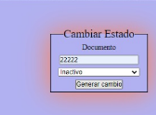 Cambiar Estado
Documento
22222
Inactivo
Generar cambio